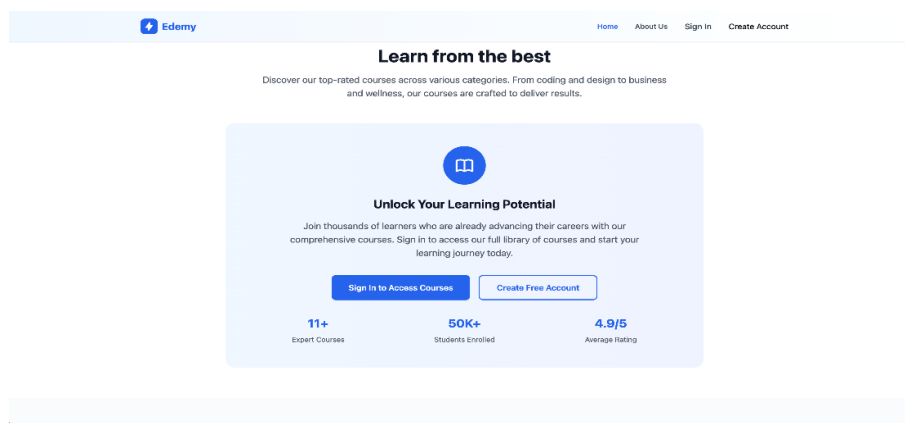 Edemy
Home About Us Sign In Create Account
Learn from the best
Discover our top-rated courses across various categories. From coding and design to business
and wellness, our courses are crafted to deliver results.
Unlock Your Learning Potential
Join thousands of learners who are already advancing their careers with our
comprehensive courses. Sign in to access our full library of courses and start your
learning journey today.
Sign In to Access Courses Create Free Account
11+ 50K+ 4.9/5
Expert Courses Students Enrolled Average Rating